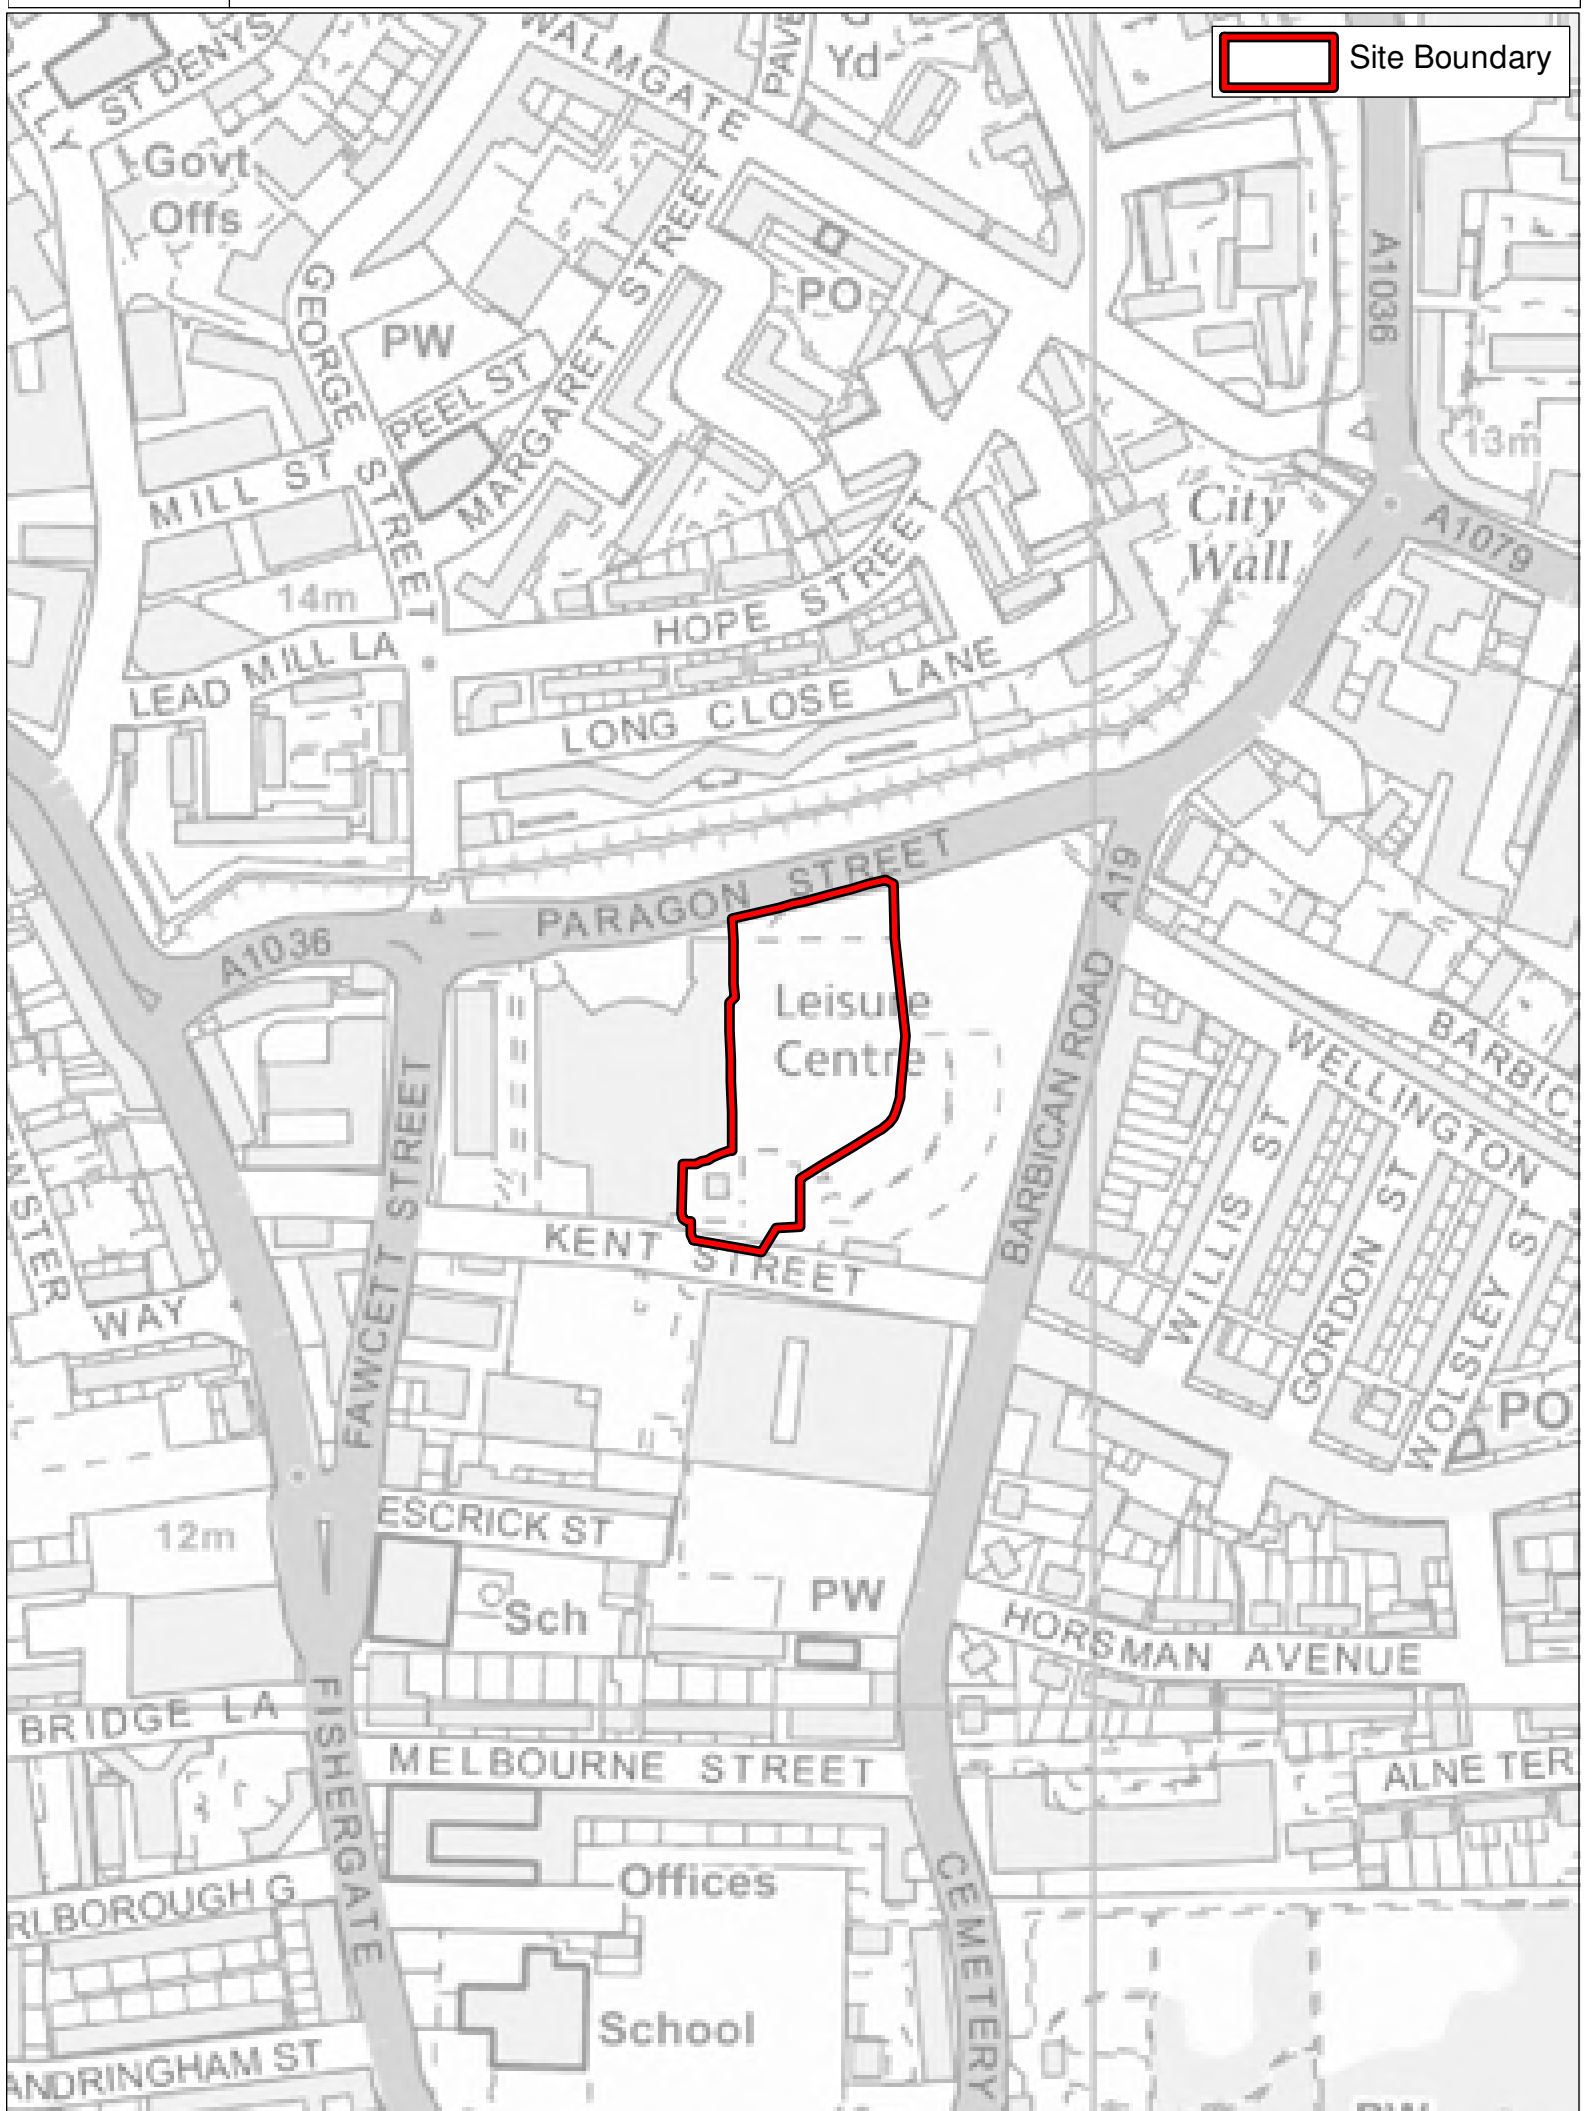 Site Boundary
WALMGATE
PAVE
Yd
ST DENYS
Govt
Offs
GEORGE STREET
PW
PEEL ST
MARGARET STREET
PO
A1036
13m
MILL ST
City
Wall
A1079
14m
HOPE STREET
LEAD MILL LA
LONG CLOSE LANE
PARAGON STREET
A19
A1036
Leisure
Centre
BARBICAN ROAD
BARBIC
WELLINGTON ST
FAWCETT STREET
KENT STREET
WILLIS ST
GORDON ST
WOLSLEY ST
WAY
PO
ESCRICK ST
12m
Sch
PW
HORSMAN AVENUE
BRIDGE LA
FISHERGATE
MELBOURNE STREET
ALNE TER
Offices
CEMETERY
RLBOROUGH G
School
ANDRINGHAM ST